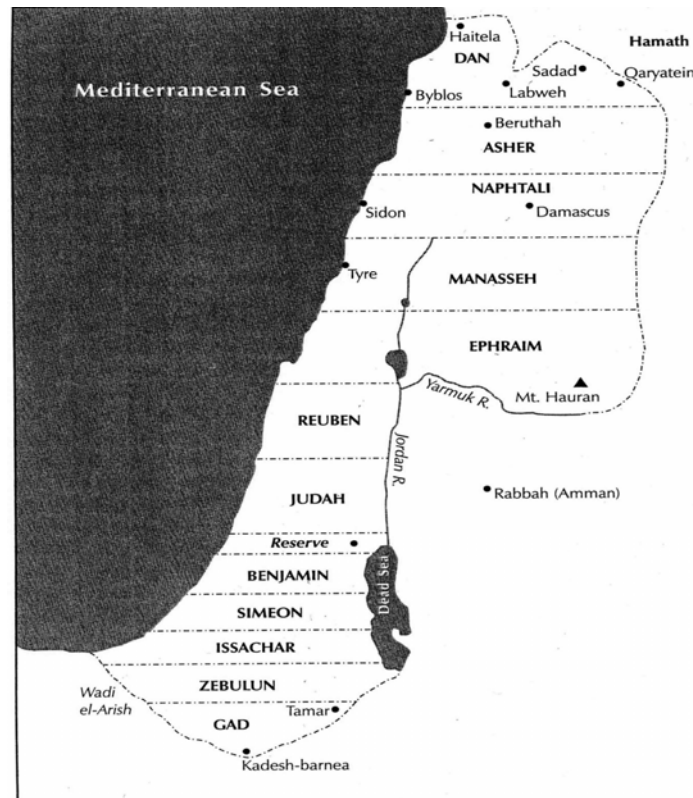 Haitela
DAN
Hamath
Sadad
Qaryatein
Mediterranean Sea
Byblos
Labweh
Beruthah
ASHER
NAPHTALI
Sidon
Damascus
Tyre
MANASSEH
EPHRAIM
Yarmuk R.
Mt. Hauran
REUBEN
Jordan R.
JUDAH
Rabbah (Amman)
Reserve
BENJAMIN
Dead Sea
SIMEON
ISSACHAR
ZEBULUN
Wadi
el-Arish
GAD
Tamar
Kadesh-barnea